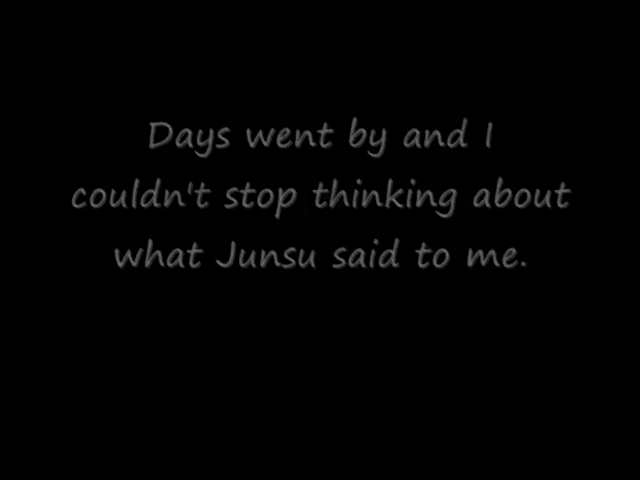 Days went by and I
couldn't stop thinking about
what Junsu said to me.